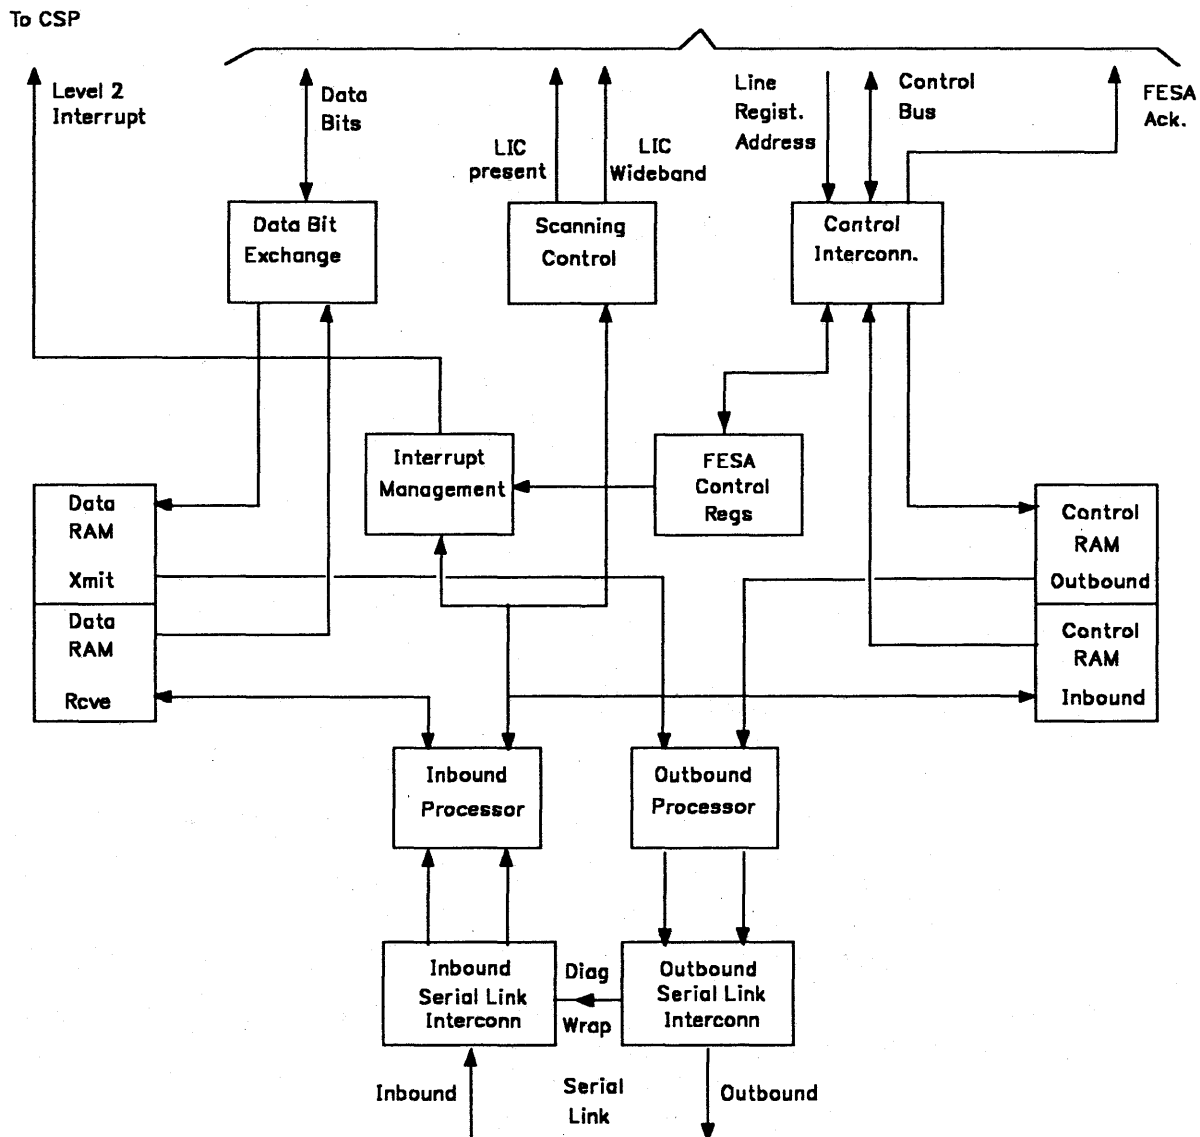 To CSP
Level 2
Interrupt
Data
Bits
LIC
present
LIC
Wideband
Line
Regist.
Address
Control
Bus
FESA
Ack.
Data Bit
Exchange
Scanning
Control
Control
Interconn.
Interrupt
Management
FESA
Control
Regs
Data
RAM
Xmit
Data
RAM
Rcve
Control
RAM
Outbound
Control
RAM
Inbound
Inbound
Processor
Outbound
Processor
Inbound
Serial Link
Interconn
Diag
Wrap
Outbound
Serial Link
Interconn
Inbound
Serial
Link
Outbound